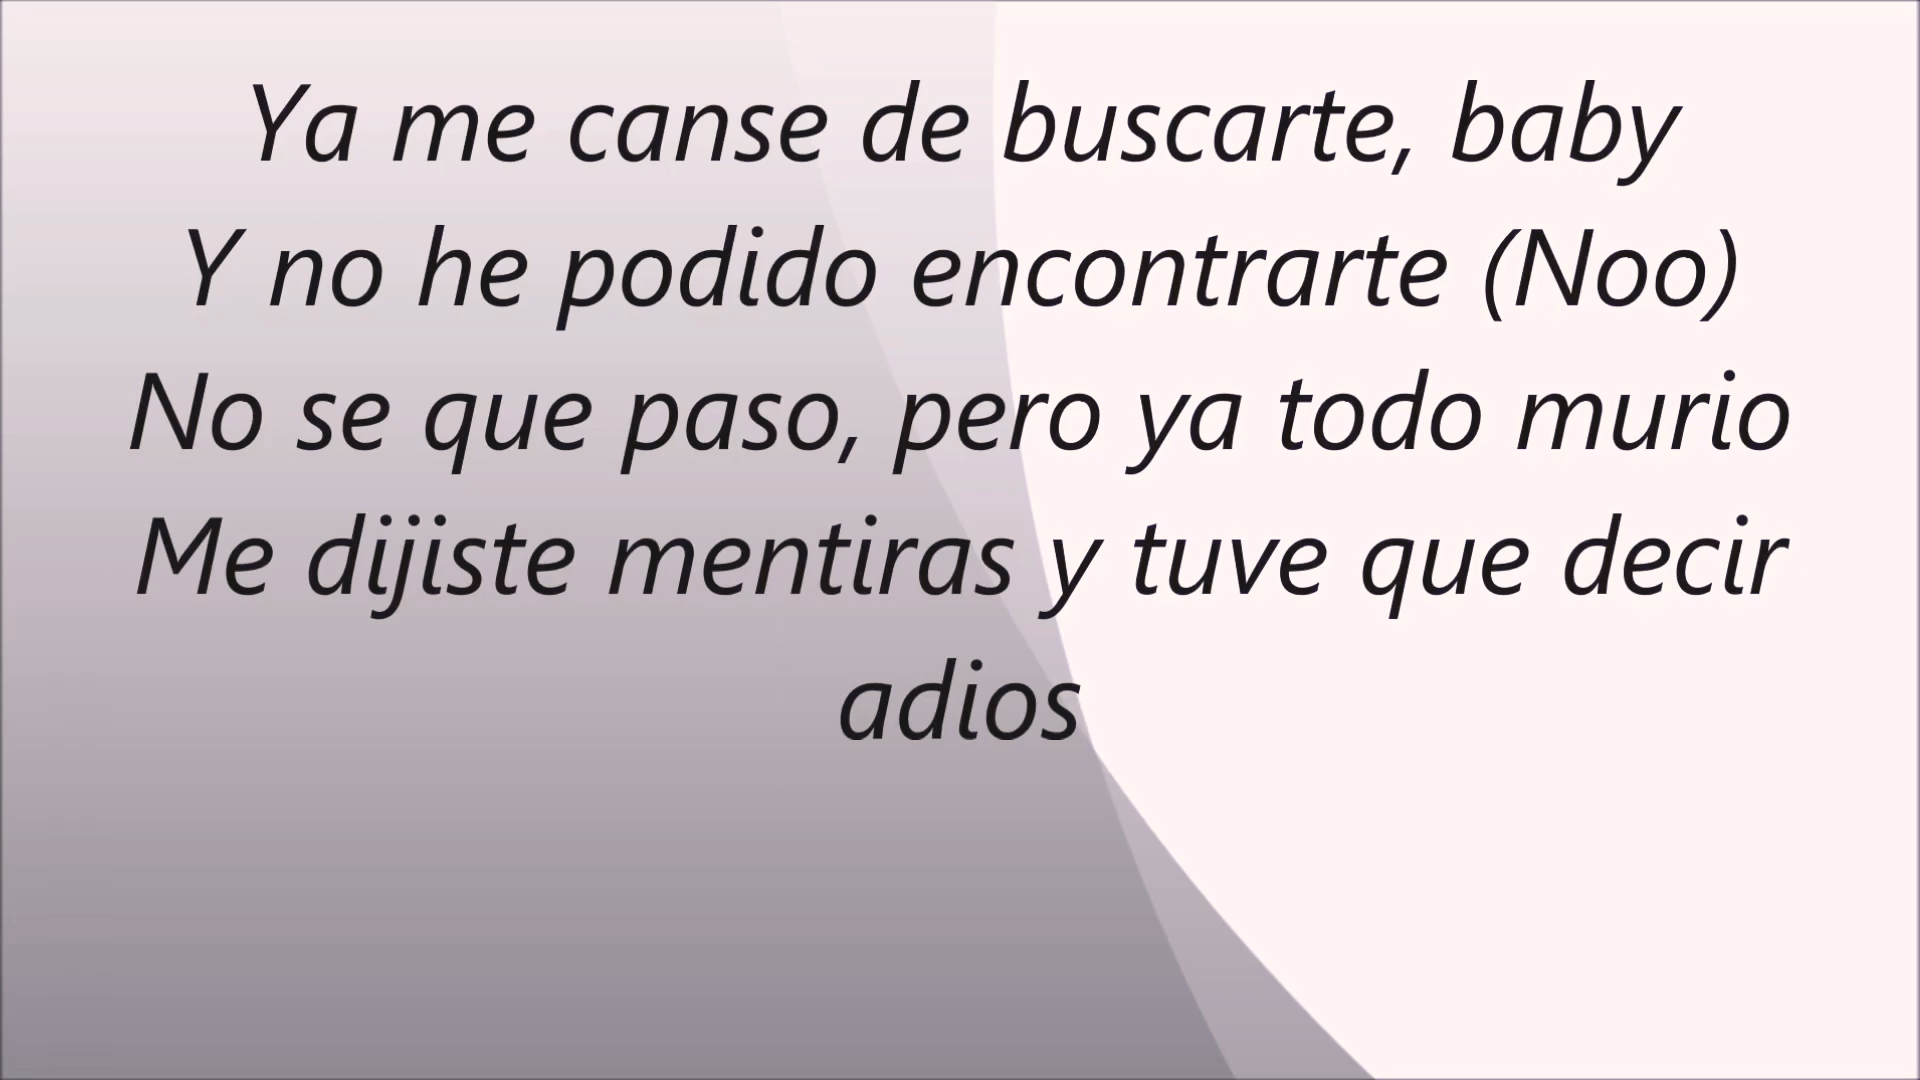 Ya me canse de buscarte, baby
Y no he podido encontrarte (Noo)
No se que paso, pero ya todo murio
Me dijiste mentiras y tuve que decir
adios